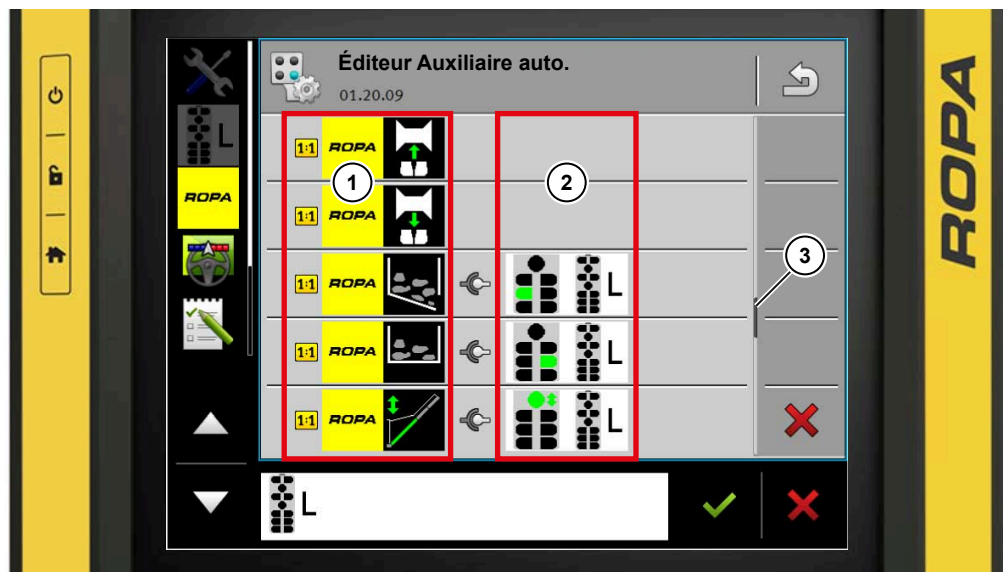 Éditeur Auxiliaire auto.
01.20.09
L
ROPA
1:1 ROPA
1:1 ROPA
1:1 ROPA L
1:1 ROPA L
1:1 ROPA L
1
2
3
L
ROPA